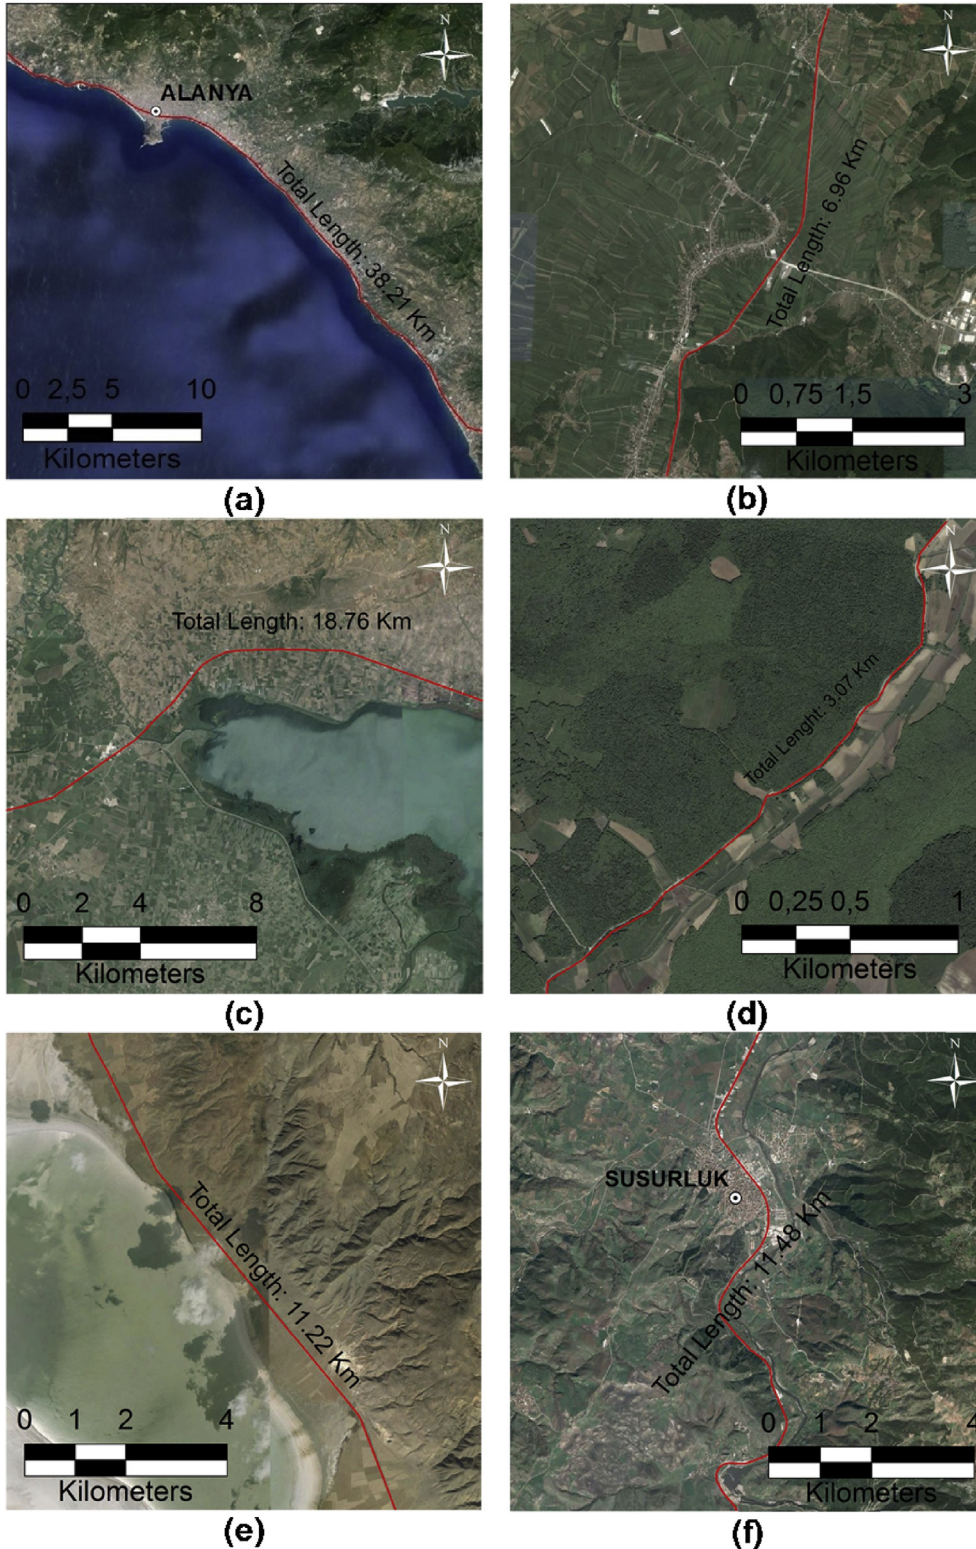 N
ALANYA
Total Length: 38.21 Km
0 2,5 5 10
Kilometers
(a)
N
Total Length: 6.96 Km
0 0,75 1,5 3
Kilometers
(b)
N
Total Length: 18.76 Km
0 2 4 8
Kilometers
(c)
N
Total Lenght: 3.07 Km
0 0,25 0,5 1
Kilometers
(d)
N
Total Length: 11.22 Km
0 1 2 4
Kilometers
(e)
N
SUSURLUK
Total Length: 11.48 Km
0 1 2 4
Kilometers
(f)